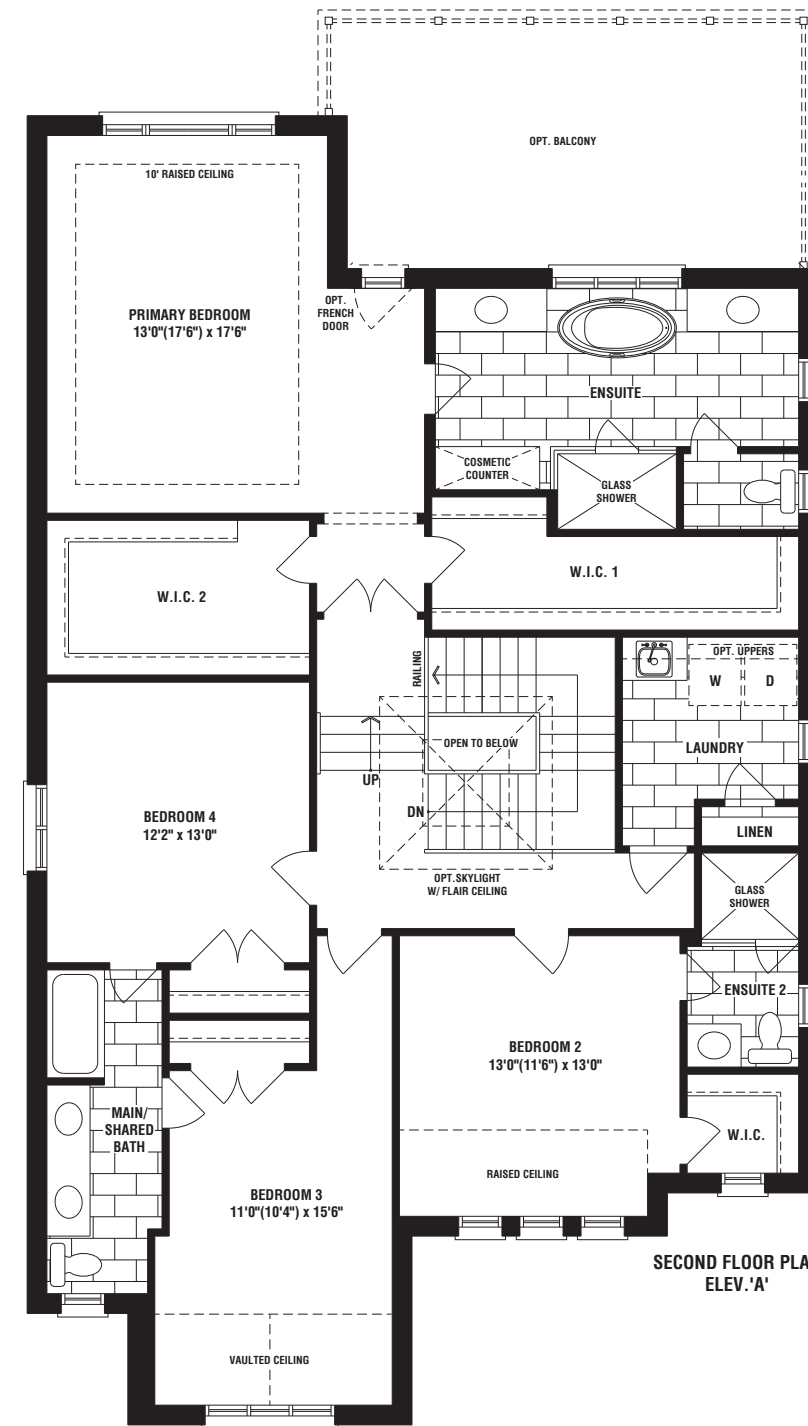 OPT. BALCONY
10' RAISED CEILING
PRIMARY BEDROOM
13'0"(17'6") x 17'6"
OPT.
FRENCH
DOOR
ENSUITE
COSMETIC
COUNTER
GLASS
SHOWER
W.I.C. 1
W.I.C. 2
RAILING
OPT. UPPERS
W
D
OPEN TO BELOW
LAUNDRY
UP
DN
BEDROOM 4
12'2" x 13'0"
LINEN
OPT.SKYLIGHT
W/ FLAIR CEILING
GLASS
SHOWER
ENSUITE 2
BEDROOM 2
13'0"(11'6") x 13'0"
MAIN/
SHARED
BATH
W.I.C.
RAISED CEILING
BEDROOM 3
11'0"(10'4") x 15'6"
SECOND FLOOR PLA
ELEV.'A'
VAULTED CEILING